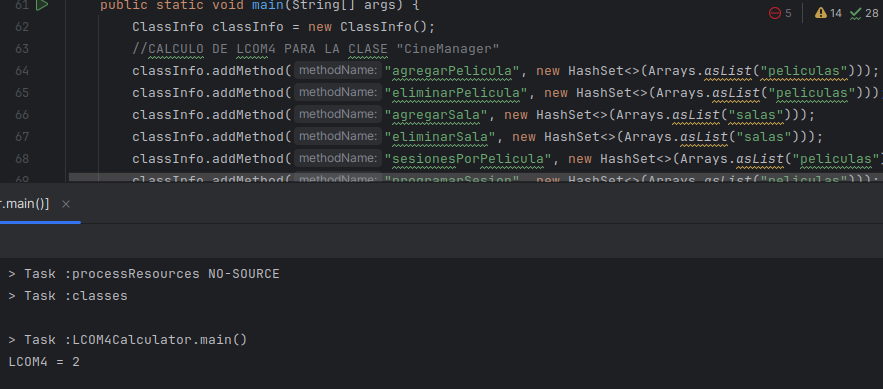 61 public static void main(String[] args) {
5 14 28
62 ClassInfo classInfo = new ClassInfo();
63 //CALCULO DE LCOM4 PARA LA CLASE "CineManager"
64 classInfo.addMethod( methodName: "agregarPelicula", new HashSet<>(Arrays.asList("peliculas")));
65 classInfo.addMethod( methodName: "eliminarPelicula", new HashSet<>(Arrays.asList("peliculas")))
66 classInfo.addMethod( methodName: "agregarSala", new HashSet<>(Arrays.asList("salas")));
67 classInfo.addMethod( methodName: "eliminarSala", new HashSet<>(Arrays.asList("salas")));
68 classInfo.addMethod( methodName: "sesionesPorPelicula", new HashSet<>(Arrays.asList("peliculas"
69 classInfo.addMethod( methodName: "programarSesion", new HashSet<>(Arrays.asList("peliculas")));
r.main()] ×
> Task :processResources NO-SOURCE
> Task :classes
> Task :LCOM4Calculator.main()
LCOM4 = 2